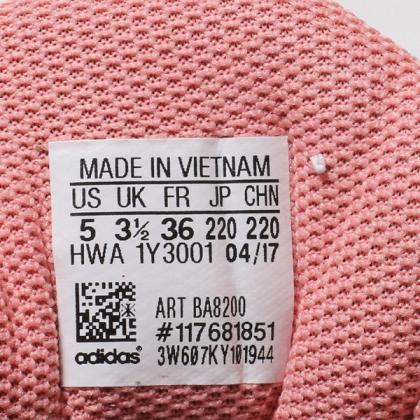 MADE IN VIETNAM
US UK FR JP CHN
5 3½ 36 220 220
HWA 1Y3001 04/17
ART BA8200
#117681851
adidas® 3W607KY101944